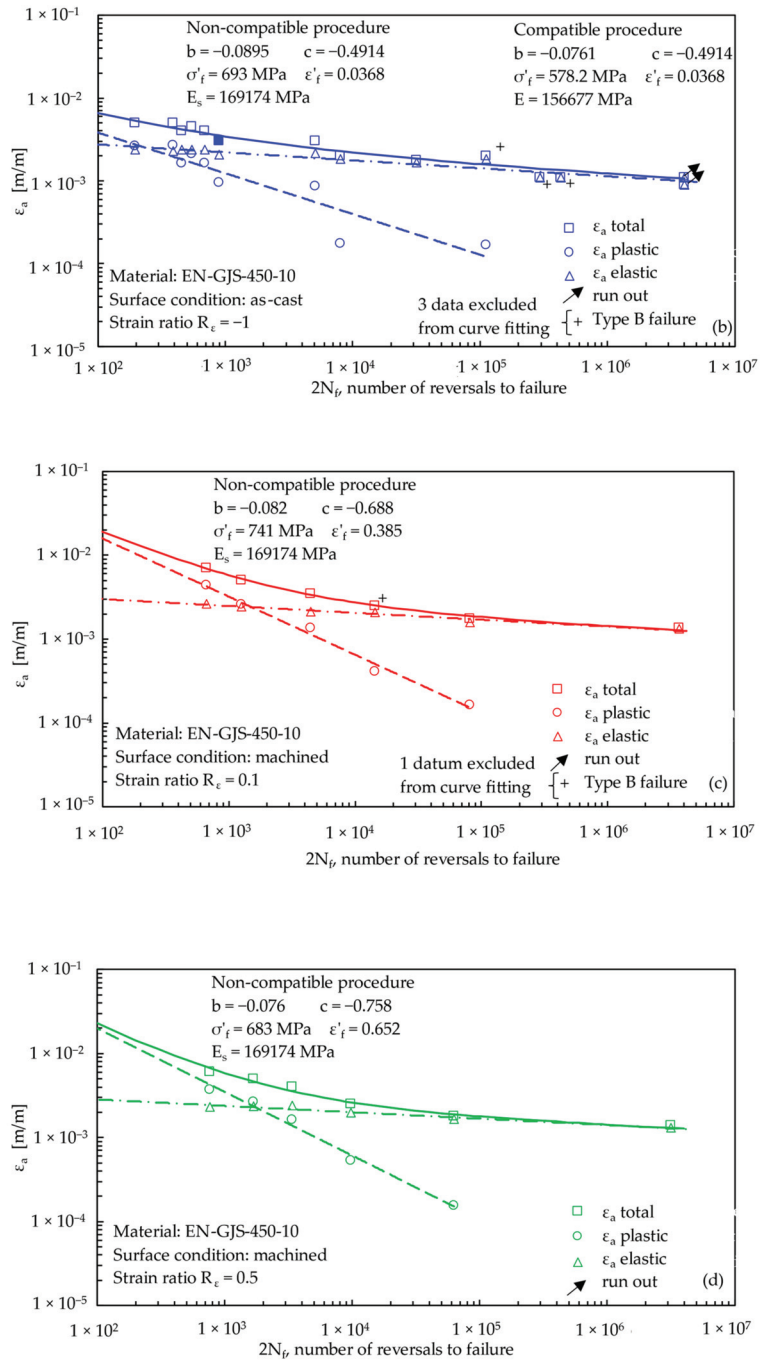 1 × 10⁻¹
Non-compatible procedure
Compatible procedure
b = −0.0895 c = −0.4914
b = −0.0761 c = −0.4914
σ'f = 693 MPa ε'f = 0.0368
σ'f = 578.2 MPa ε'f = 0.0368
Es = 169174 MPa
E = 156677 MPa
1 × 10⁻²
1 × 10⁻³
εa [m/m]
εa total
εa plastic
1 × 10⁻⁴
εa elastic
Material: EN-GJS-450-10
Surface condition: as-cast
Strain ratio Rε = −1
3 data excluded
from curve fitting
run out
+ Type B failure
(b)
1 × 10⁻⁵
1 × 10² 1 × 10³ 1 × 10⁴ 1 × 10⁵ 1 × 10⁶ 1 × 10⁷
2Nf, number of reversals to failure
1 × 10⁻¹
Non-compatible procedure
b = −0.082 c = −0.688
σ'f = 741 MPa ε'f = 0.385
Es = 169174 MPa
1 × 10⁻²
1 × 10⁻³
εa [m/m]
εa total
εa plastic
1 × 10⁻⁴
εa elastic
Material: EN-GJS-450-10
Surface condition: machined
Strain ratio Rε = 0.1
1 datum excluded
from curve fitting
run out
+ Type B failure
(c)
1 × 10⁻⁵
1 × 10² 1 × 10³ 1 × 10⁴ 1 × 10⁵ 1 × 10⁶ 1 × 10⁷
2Nf, number of reversals to failure
1 × 10⁻¹
Non-compatible procedure
b = −0.076 c = −0.758
σ'f = 683 MPa ε'f = 0.652
Es = 169174 MPa
1 × 10⁻²
1 × 10⁻³
εa [m/m]
εa total
1 × 10⁻⁴
εa plastic
εa elastic
run out
Material: EN-GJS-450-10
Surface condition: machined
Strain ratio Rε = 0.5
(d)
1 × 10⁻⁵
1 × 10² 1 × 10³ 1 × 10⁴ 1 × 10⁵ 1 × 10⁶ 1 × 10⁷
2Nf, number of reversals to failure